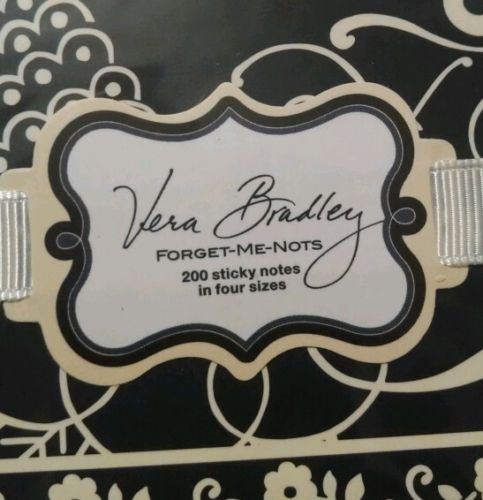 Vera Bradley
FORGET-ME-NOTS
200 sticky notes
in four sizes